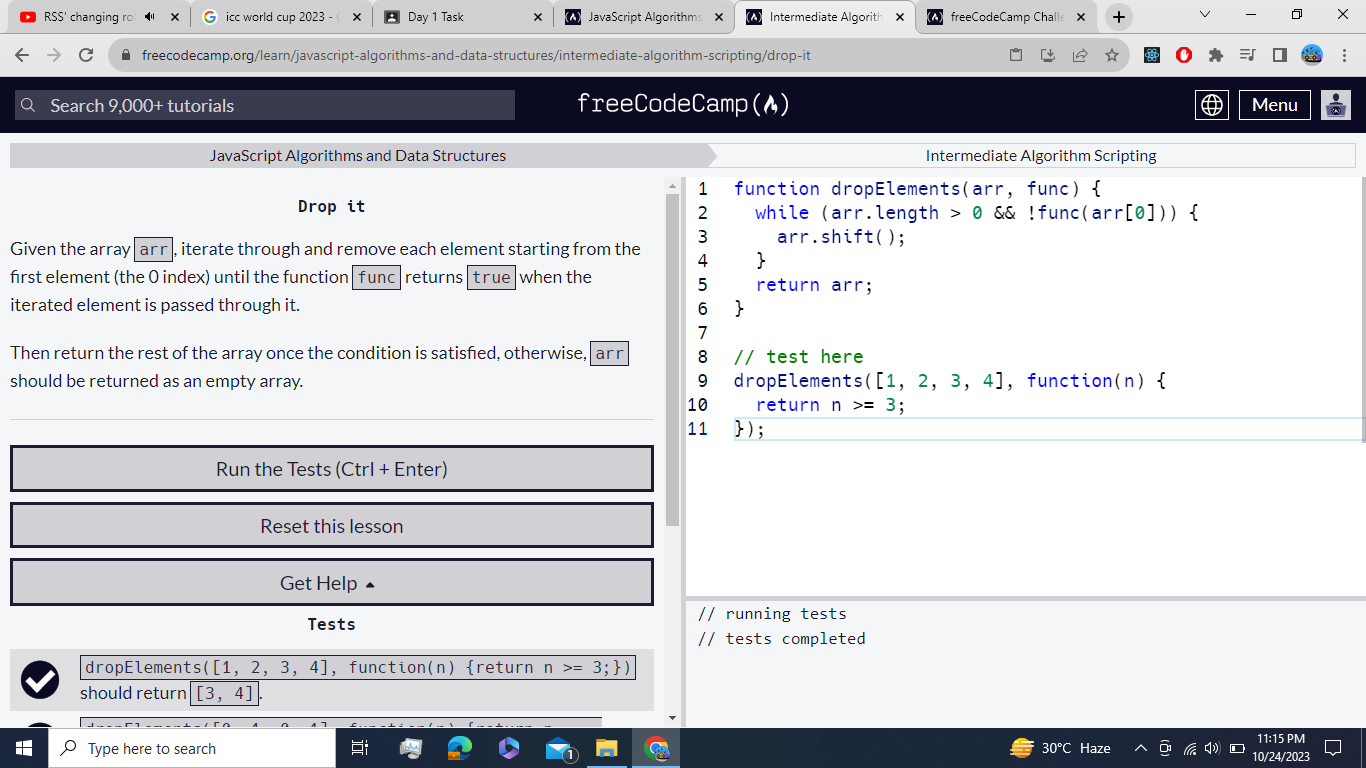 RSS' changing ro
icc world cup 2023 -
Day 1 Task
JavaScript Algorithms
Intermediate Algorith
freeCodeCamp Challe
freecodecamp.org/learn/javascript-algorithms-and-data-structures/intermediate-algorithm-scripting/drop-it
Search 9,000+ tutorials
freeCodeCamp
Menu
JavaScript Algorithms and Data Structures
Intermediate Algorithm Scripting
Drop it
Given the array arr, iterate through and remove each element starting from the
first element (the 0 index) until the function func returns true when the
iterated element is passed through it.
Then return the rest of the array once the condition is satisfied, otherwise, arr
should be returned as an empty array.
Run the Tests (Ctrl + Enter)
Reset this lesson
Get Help
Tests
dropElements([1, 2, 3, 4], function(n) {return n >= 3;})
should return [3, 4].
1 function dropElements(arr, func) {
2 while (arr.length > 0 && !func(arr[0])) {
3 arr.shift();
4 }
5 return arr;
6 }
7
8 // test here
9 dropElements([1, 2, 3, 4], function(n) {
10 return n >= 3;
11 });
// running tests
// tests completed
Type here to search
1
30°C Haze
11:15 PM
10/24/2023